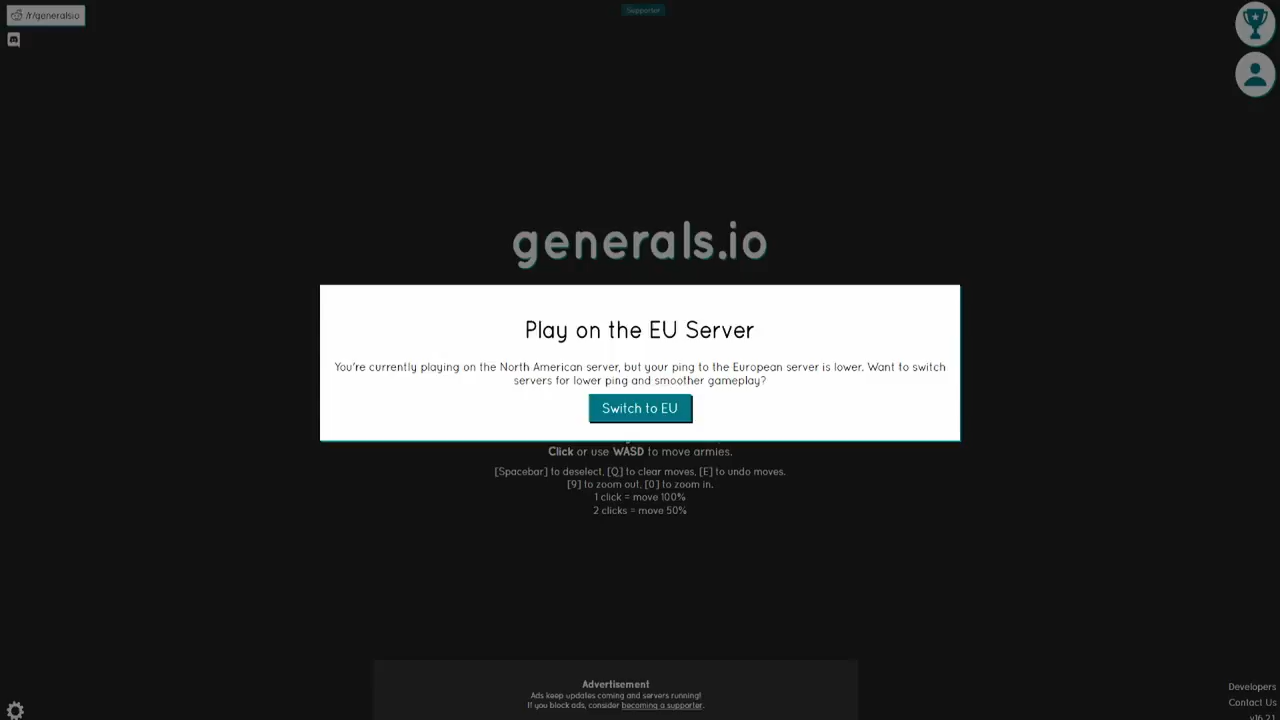 /r/generalsio
Supporter
generals.io
Play on the EU Server
You're currently playing on the North American server, but your ping to the European server is lower. Want to switch
servers for lower ping and smoother gameplay?
Switch to EU
Click or use WASD to move armies.
[Spacebar] to deselect, [Q] to clear moves, [E] to undo moves.
[9] to zoom out, [0] to zoom in.
1 click = move 100%
2 clicks = move 50%
Advertisement
Ads keep updates coming and servers running!
If you block ads, consider becoming a supporter.
Developers
Contact Us
v16.2.1